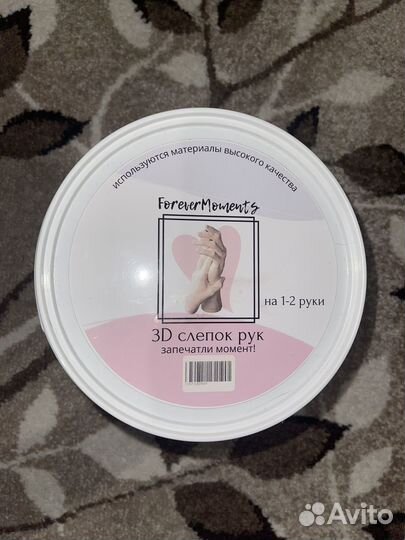 используются материалы высокого качества
ForeverMoments
на 1-2 руки
3D слепок рук
запечатли момент!
Avito